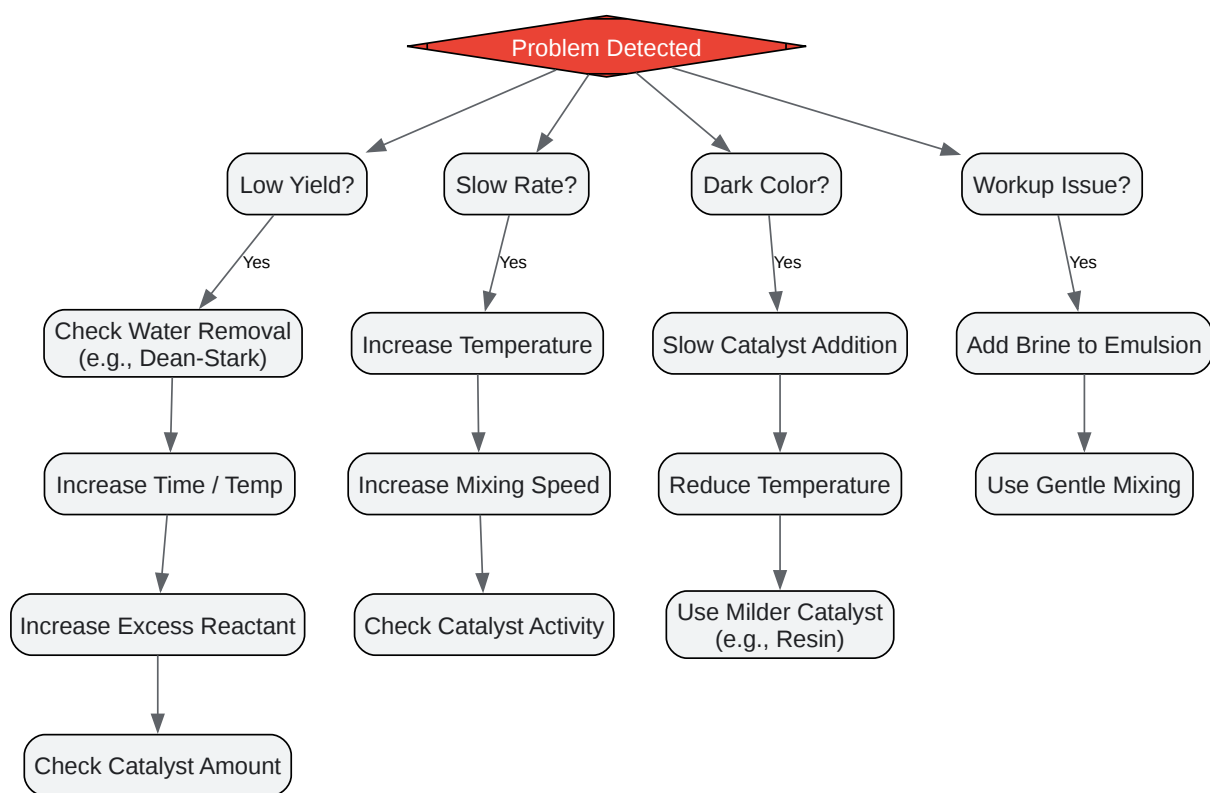 Problem Detected
Low Yield?
Slow Rate?
Dark Color?
Workup Issue?
Yes
Yes
Yes
Yes
Check Water Removal
(e.g., Dean-Stark)
Increase Temperature
Slow Catalyst Addition
Add Brine to Emulsion
Increase Time / Temp
Increase Mixing Speed
Reduce Temperature
Use Gentle Mixing
Increase Excess Reactant
Check Catalyst Activity
Use Milder Catalyst
(e.g., Resin)
Check Catalyst Amount